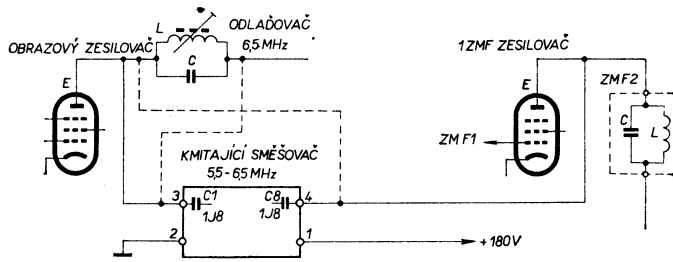 L
ODLAĎOVAČ
6,5 MHz
OBRAZOVÝ ZESILOVAČ
C
E
1ZMF ZESILOVAČ
E
ZMF2
C
L
ZMF1
KMITAJÍCÍ SMĚŠOVAČ
5,5-6,5 MHz
3
C1
1J8
C8
1J8
4
2
1
+180V